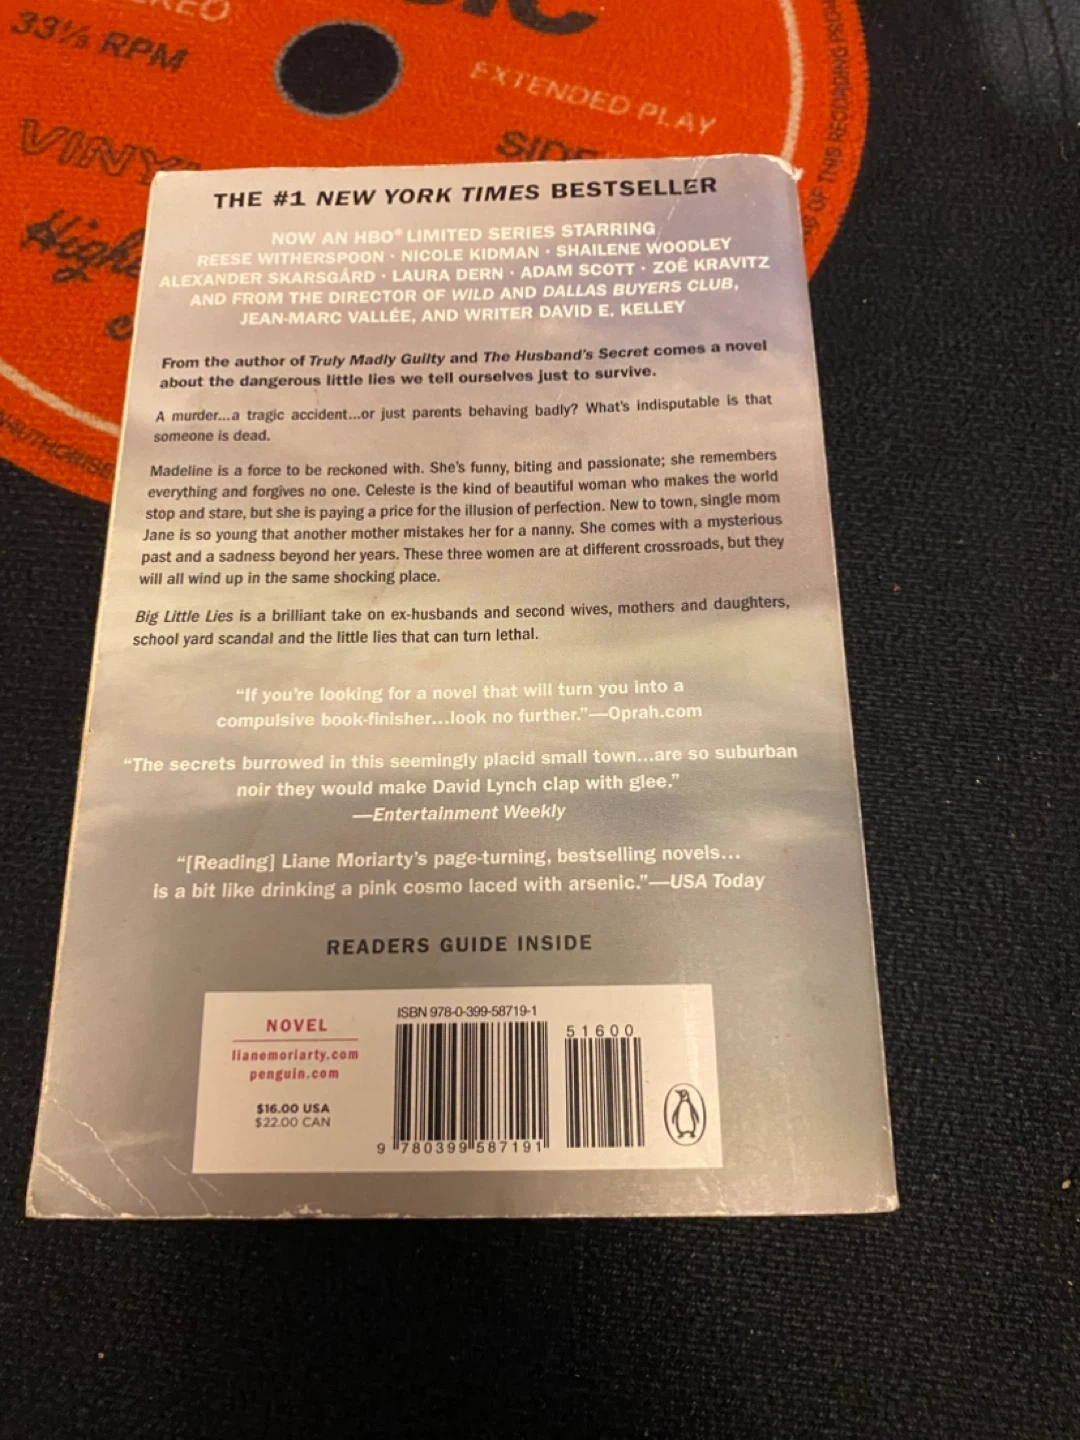 33⅓ RPM
EXTENDED PLAY
VINYL
SIDE
THE #1 NEW YORK TIMES BESTSELLER
NOW AN HBO® LIMITED SERIES STARRING
REESE WITHERSPOON · NICOLE KIDMAN · SHAILENE WOODLEY
ALEXANDER SKARSGÅRD · LAURA DERN · ADAM SCOTT · ZOË KRAVITZ
AND FROM THE DIRECTOR OF WILD AND DALLAS BUYERS CLUB,
JEAN-MARC VALLÉE, AND WRITER DAVID E. KELLEY
From the author of Truly Madly Guilty and The Husband's Secret comes a novel
about the dangerous little lies we tell ourselves just to survive.
A murder...a tragic accident...or just parents behaving badly? What's indisputable is that
someone is dead.
Madeline is a force to be reckoned with. She's funny, biting and passionate; she remembers
everything and forgives no one. Celeste is the kind of beautiful woman who makes the world
stop and stare, but she is paying a price for the illusion of perfection. New to town, single mom
Jane is so young that another mother mistakes her for a nanny. She comes with a mysterious
past and a sadness beyond her years. These three women are at different crossroads, but they
will all wind up in the same shocking place.
Big Little Lies is a brilliant take on ex-husbands and second wives, mothers and daughters,
school yard scandal and the little lies that can turn lethal.
“If you're looking for a novel that will turn you into a
compulsive book-finisher...look no further.”—Oprah.com
“The secrets burrowed in this seemingly placid small town...are so suburban
noir they would make David Lynch clap with glee.”
—Entertainment Weekly
“[Reading] Liane Moriarty's page-turning, bestselling novels...
is a bit like drinking a pink cosmo laced with arsenic.”—USA Today
READERS GUIDE INSIDE
NOVEL
lianemoriarty.com
penguin.com
$16.00 USA
$22.00 CAN
ISBN 978-0-399-58719-1
51600
9 780399 587191